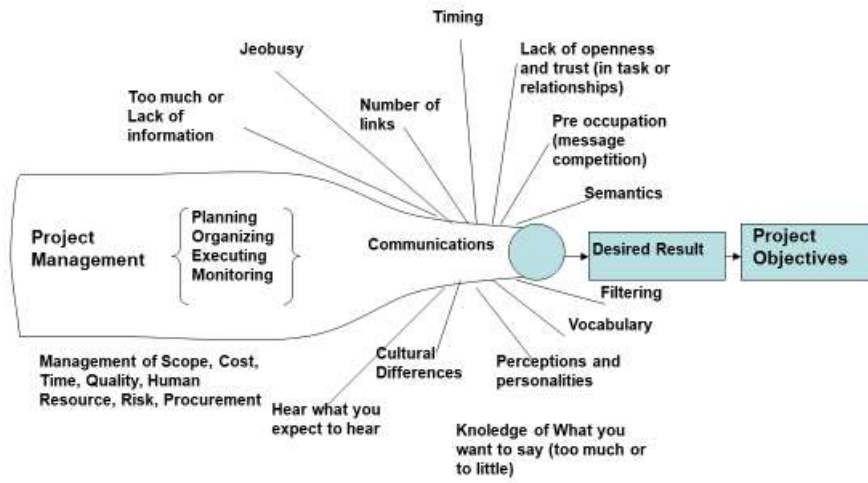 Timing
Jeobusy
Lack of openness
and trust (in task or
relationships)
Too much or
Lack of
information
Number of
links
Pre occupation
(message
competition)
Semantics
Project
Management
Planning
Organizing
Executing
Monitoring
Communications
Desired Result
Project
Objectives
Filtering
Vocabulary
Perceptions and
personalities
Cultural
Differences
Management of Scope, Cost,
Time, Quality, Human
Resource, Risk, Procurement
Hear what you
expect to hear
Knoledge of What you
want to say (too much or
to little)